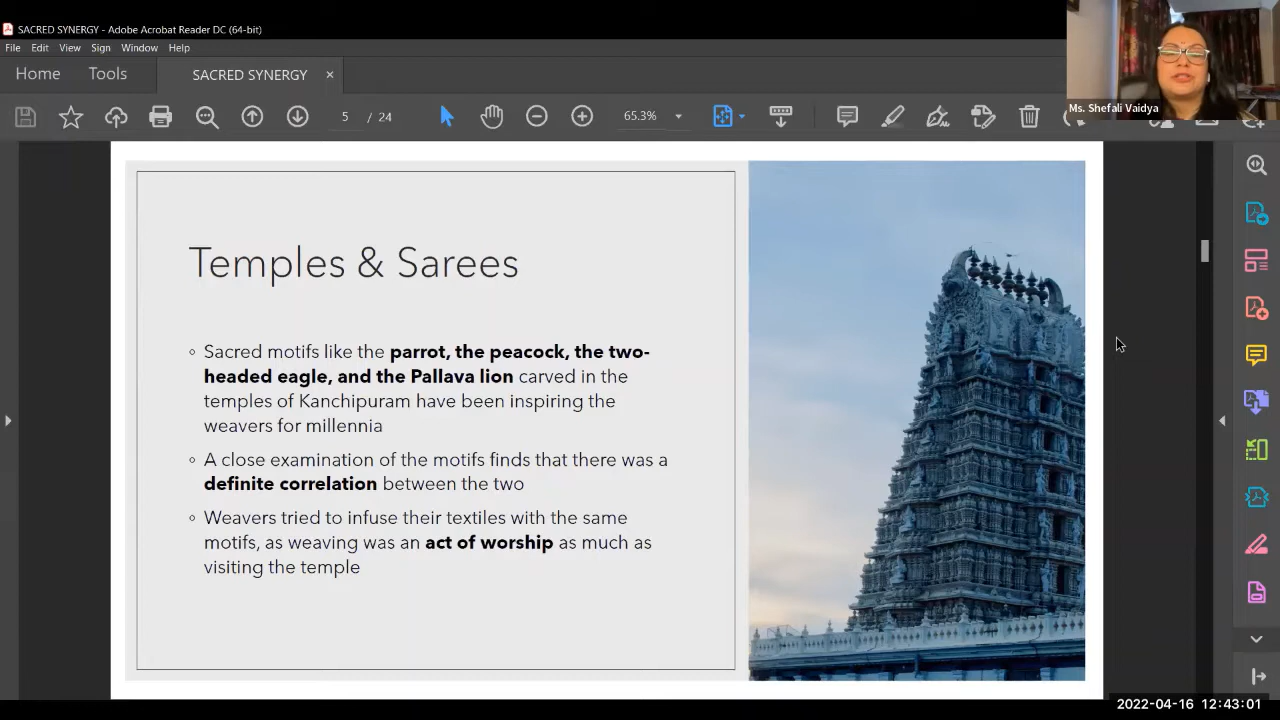 SACRED SYNERGY - Adobe Acrobat Reader DC (64-bit)
File Edit View Sign Window Help
Home Tools SACRED SYNERGY ×
5 / 24 65.3%
Ms. Shefali Vaidya
Temples & Sarees
Sacred motifs like the parrot, the peacock, the two-
headed eagle, and the Pallava lion carved in the
temples of Kanchipuram have been inspiring the
weavers for millennia
A close examination of the motifs finds that there was a
definite correlation between the two
Weavers tried to infuse their textiles with the same
motifs, as weaving was an act of worship as much as
visiting the temple
2022-04-16 12:43:01